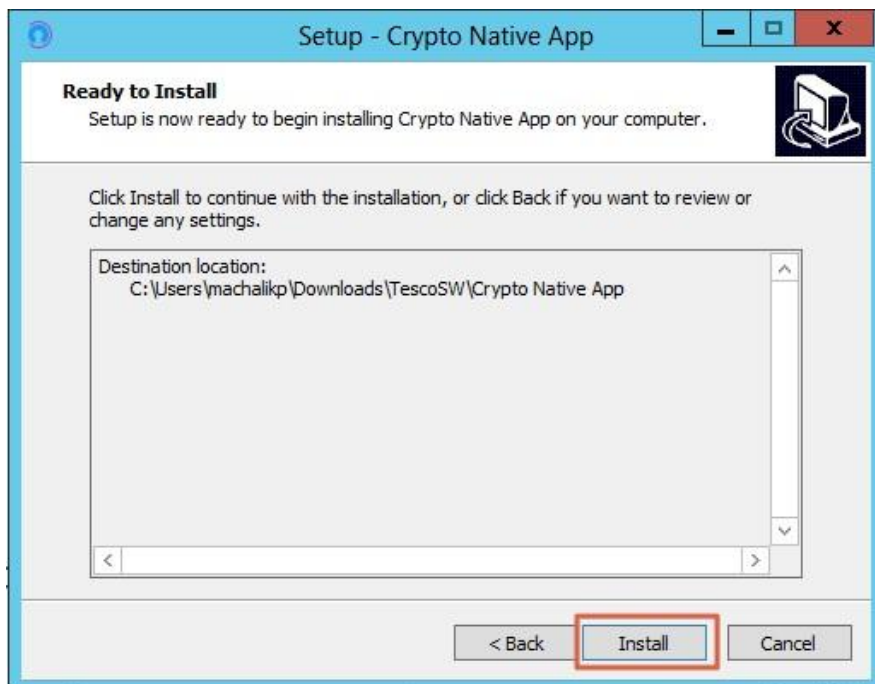 Setup - Crypto Native App
Ready to Install
Setup is now ready to begin installing Crypto Native App on your computer.
Click Install to continue with the installation, or click Back if you want to review or
change any settings.
Destination location:
C:\Users\machalikp\Downloads\TescoSW\Crypto Native App
< Back
Install
Cancel